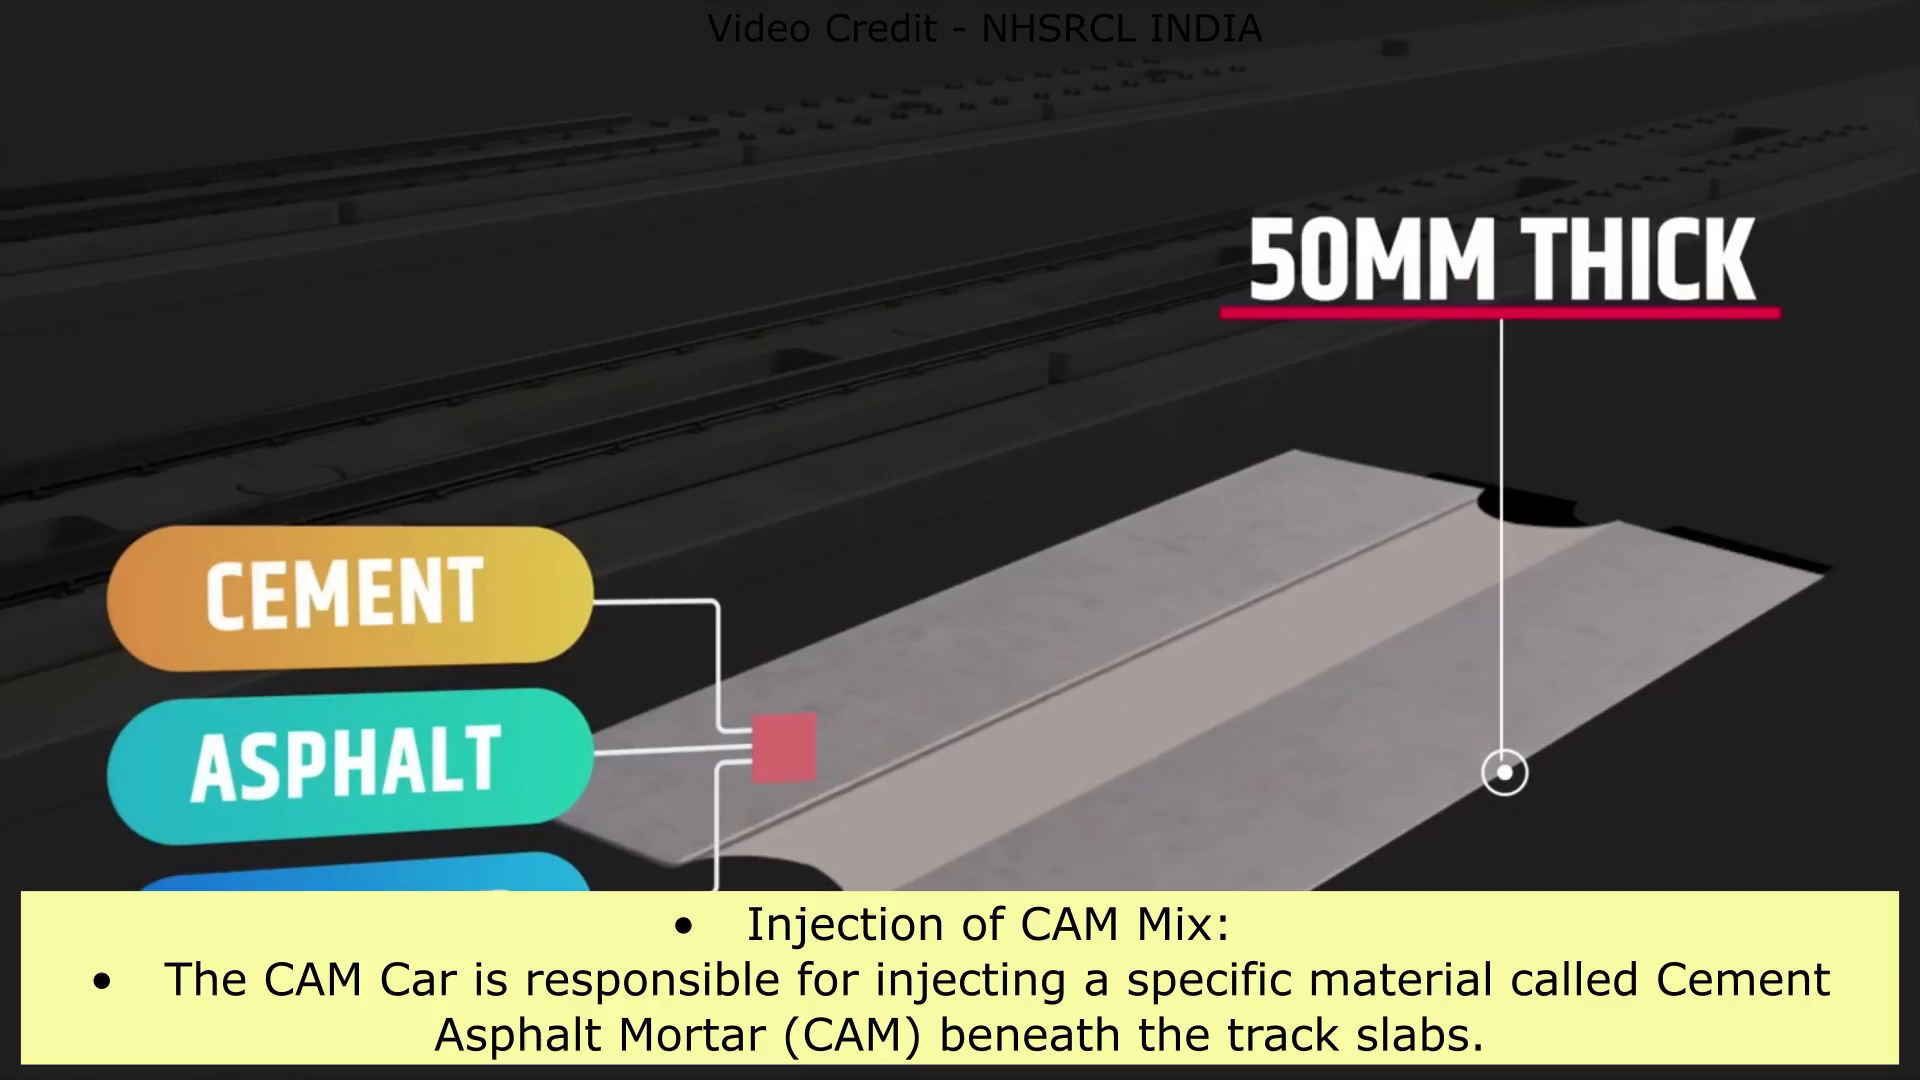 Video Credit - NHSRCL INDIA
50MM THICK
CEMENT
ASPHALT
• Injection of CAM Mix:
• The CAM Car is responsible for injecting a specific material called Cement
Asphalt Mortar (CAM) beneath the track slabs.